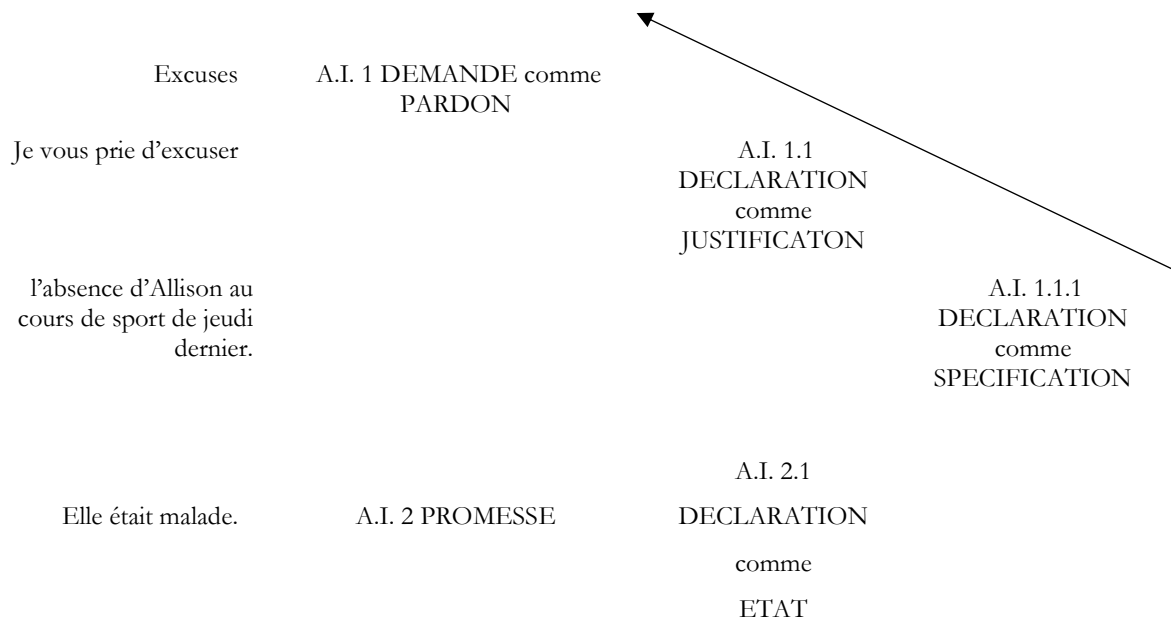 Excuses A.I. 1 DEMANDE comme
PARDON
Je vous prie d'excuser A.I. 1.1
DECLARATION
comme
JUSTIFICATON
l'absence d'Allison au A.I. 1.1.1
cours de sport de jeudi DECLARATION
dernier. comme
SPECIFICATION
A.I. 2.1
Elle était malade. A.I. 2 PROMESSE DECLARATION
comme
ETAT